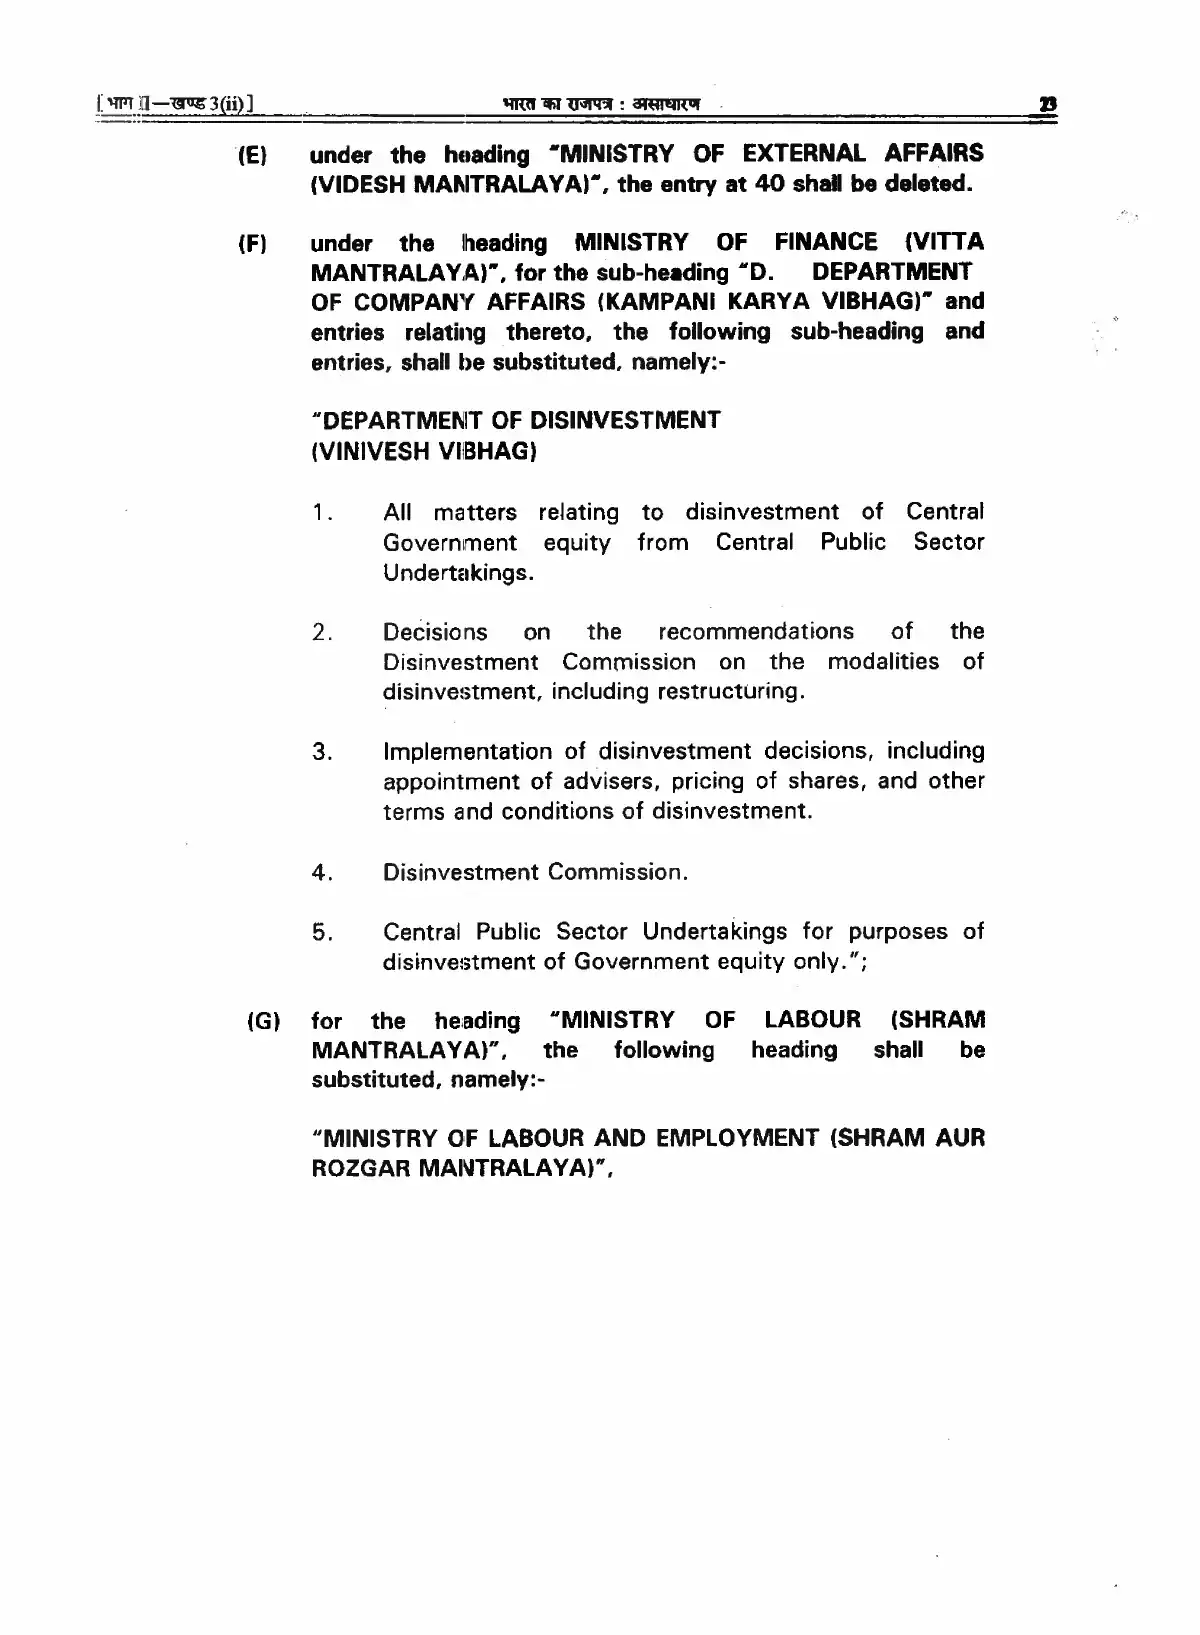 [ भाग II—खण्ड 3(ii) ] भारत का राजपत्र : असाधारण 23
(E) under the heading "MINISTRY OF EXTERNAL AFFAIRS
(VIDESH MANTRALAYA)", the entry at 40 shall be deleted.
(F) under the heading MINISTRY OF FINANCE (VITTA
MANTRALAYA)", for the sub-heading "D. DEPARTMENT
OF COMPANY AFFAIRS (KAMPANI KARYA VIBHAG)" and
entries relating thereto, the following sub-heading and
entries, shall be substituted, namely:-
"DEPARTMENT OF DISINVESTMENT
(VINIVESH VIBHAG)
1. All matters relating to disinvestment of Central
Government equity from Central Public Sector
Undertakings.
2. Decisions on the recommendations of the
Disinvestment Commission on the modalities of
disinvestment, including restructuring.
3. Implementation of disinvestment decisions, including
appointment of advisers, pricing of shares, and other
terms and conditions of disinvestment.
4. Disinvestment Commission.
5. Central Public Sector Undertakings for purposes of
disinvestment of Government equity only.";
(G) for the heading "MINISTRY OF LABOUR (SHRAM
MANTRALAYA)", the following heading shall be
substituted, namely:-
"MINISTRY OF LABOUR AND EMPLOYMENT (SHRAM AUR
ROZGAR MANTRALAYA)",